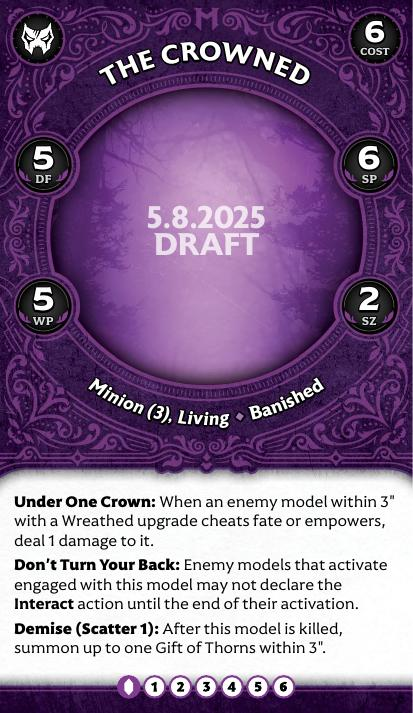 6
COST
THE CROWNED
5
DF
6
SP
5.8.2025
DRAFT
5
WP
2
SZ
Minion (3), Living ♦ Banished
Under One Crown: When an enemy model within 3"
with a Wreathed upgrade cheats fate or empowers,
deal 1 damage to it.
Don't Turn Your Back: Enemy models that activate
engaged with this model may not declare the
Interact action until the end of their activation.
Demise (Scatter 1): After this model is killed,
summon up to one Gift of Thorns within 3".
1 2 3 4 5 6